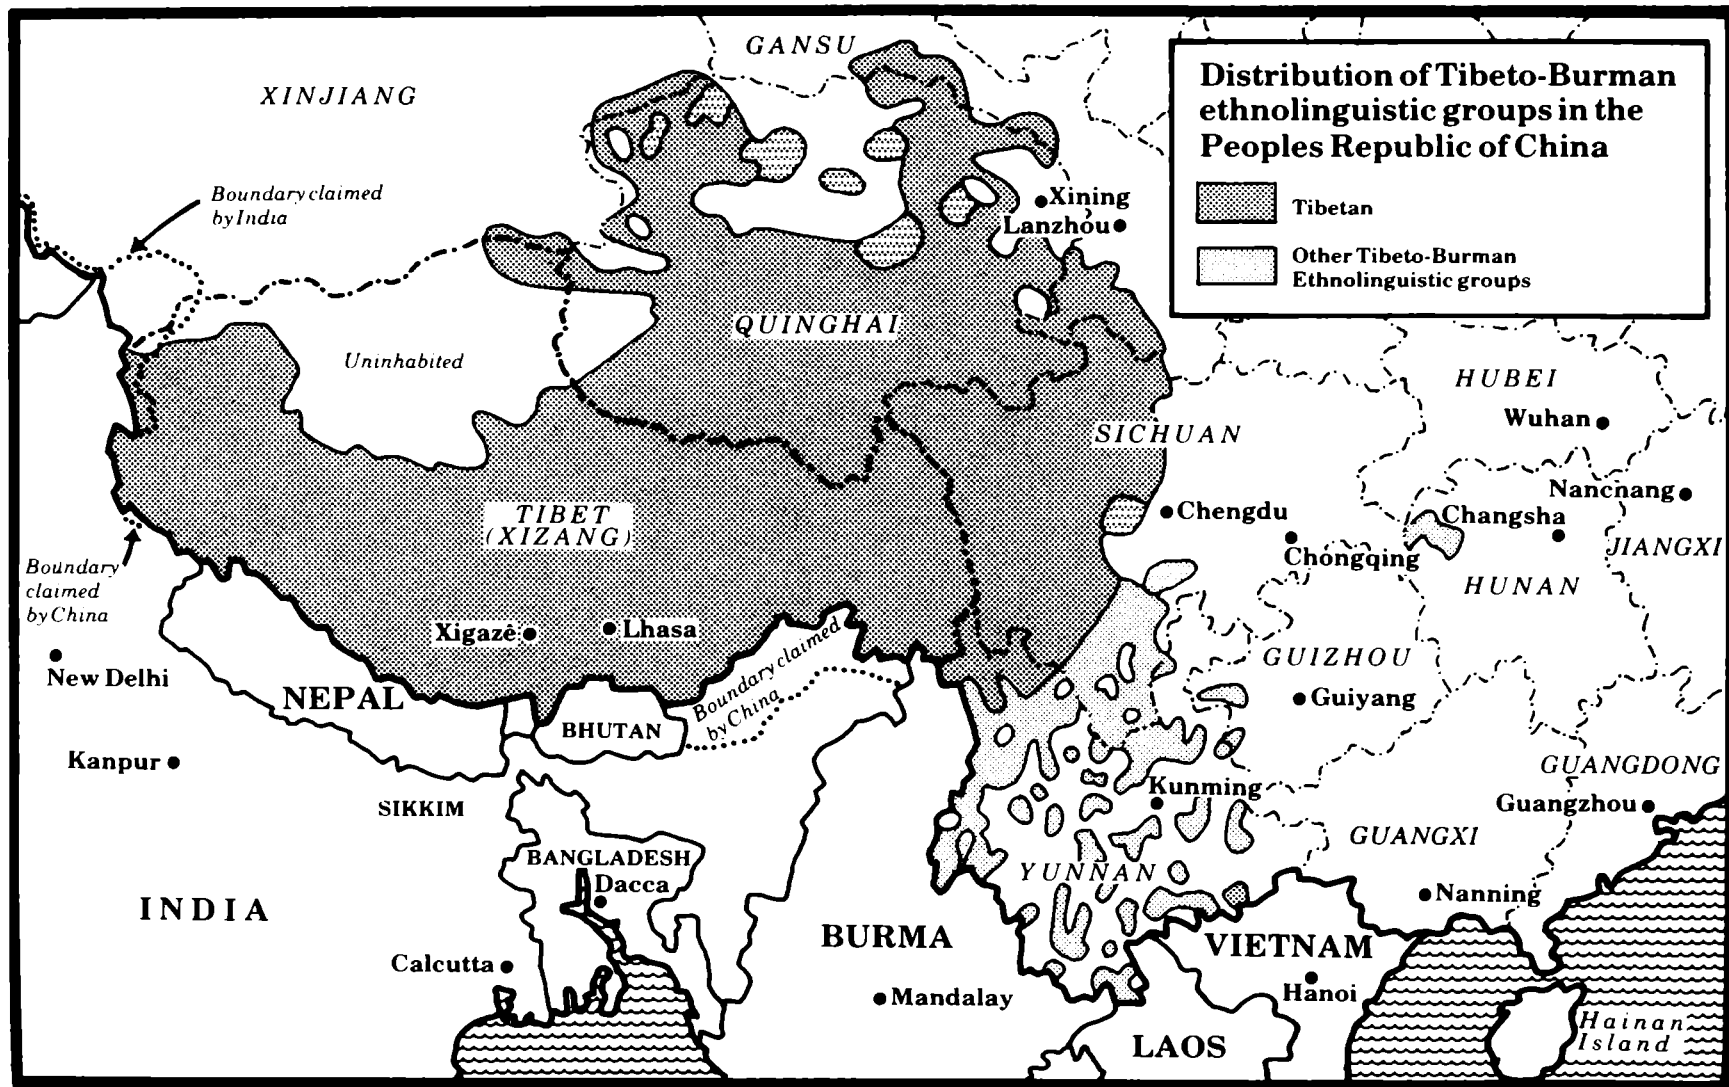 GANSU
XINJIANG
Distribution of Tibeto-Burman
ethnolinguistic groups in the
Peoples Republic of China
Tibetan
Other Tibeto-Burman
Ethnolinguistic groups
Boundary claimed
by India
Xining
Lanzhou
QUINGHAI
Uninhabited
HUBEI
Wuhan
SICHUAN
Nancnang
TIBET
(XIZANG)
Chengdu
Changsha
JIANGXI
Chongqing
HUNAN
Boundary
claimed
by China
Xigazê
Lhasa
Boundary claimed
by China
New Delhi
NEPAL
BHUTAN
GUIZHOU
Guiyang
Kanpur
SIKKIM
Kunming
GUANGDONG
Guangzhou
GUANGXI
BANGLADESH
Dacca
YUNNAN
Nanning
INDIA
BURMA
VIETNAM
Calcutta
Mandalay
Hanoi
LAOS
Hainan
Island